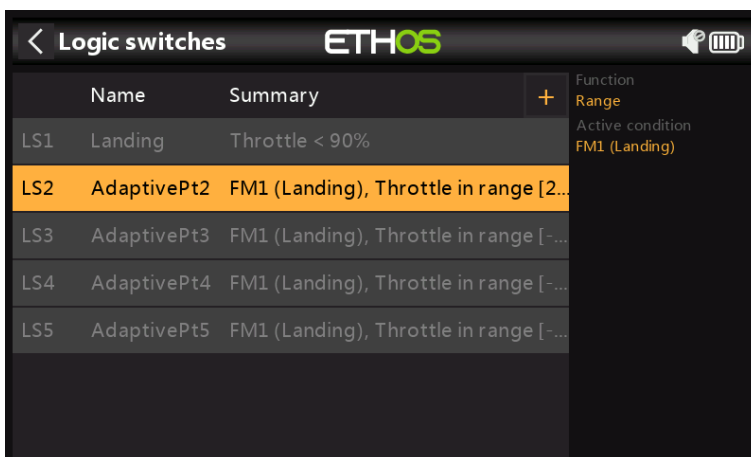 Logic switches
ETHOS
Name Summary +
LS1 Landing Throttle < 90%
LS2 AdaptivePt2 FM1 (Landing), Throttle in range [2...
LS3 AdaptivePt3 FM1 (Landing), Throttle in range [-...
LS4 AdaptivePt4 FM1 (Landing), Throttle in range [-...
LS5 AdaptivePt5 FM1 (Landing), Throttle in range [-...
Function
Range
Active condition
FM1 (Landing)